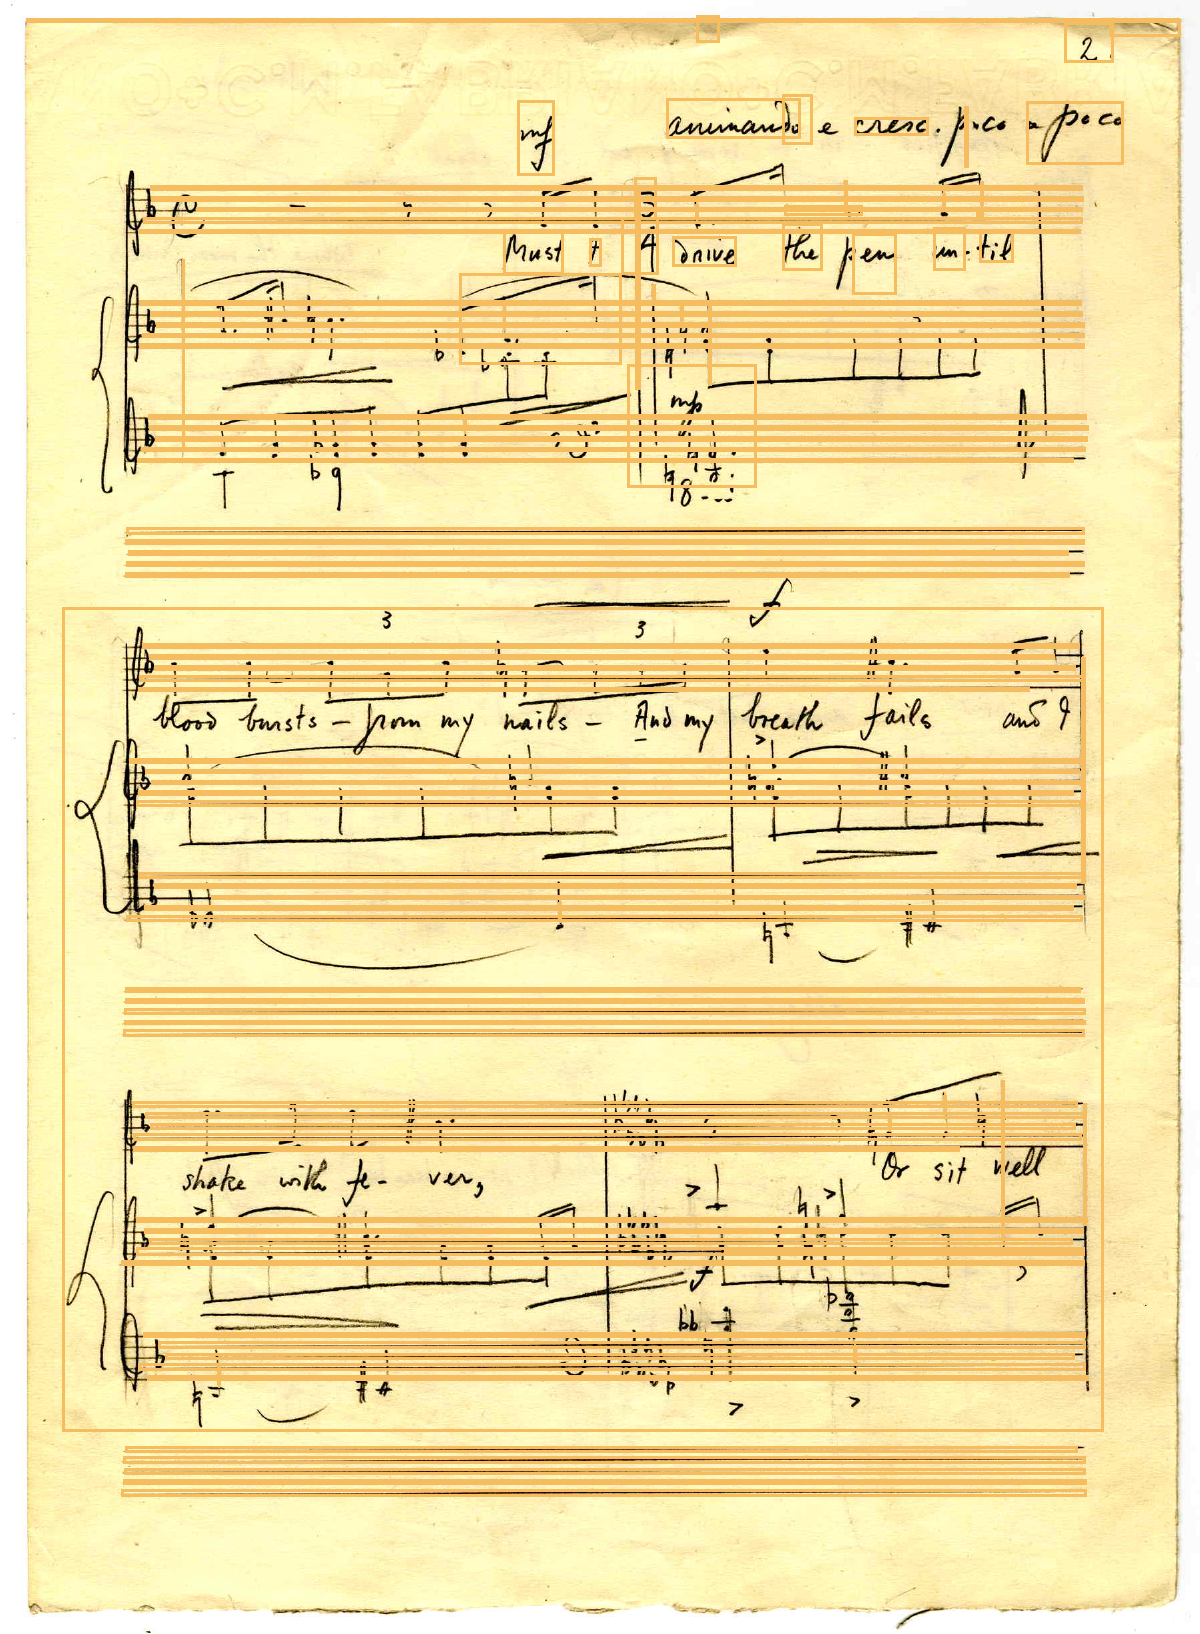 2.
mf animando e cresc. poco a poco
Must I drive the pen un-til
mp
3 3 f
blood bursts - from my nails - And my breath fails and I
shake with fe- ver, Or sit well
f